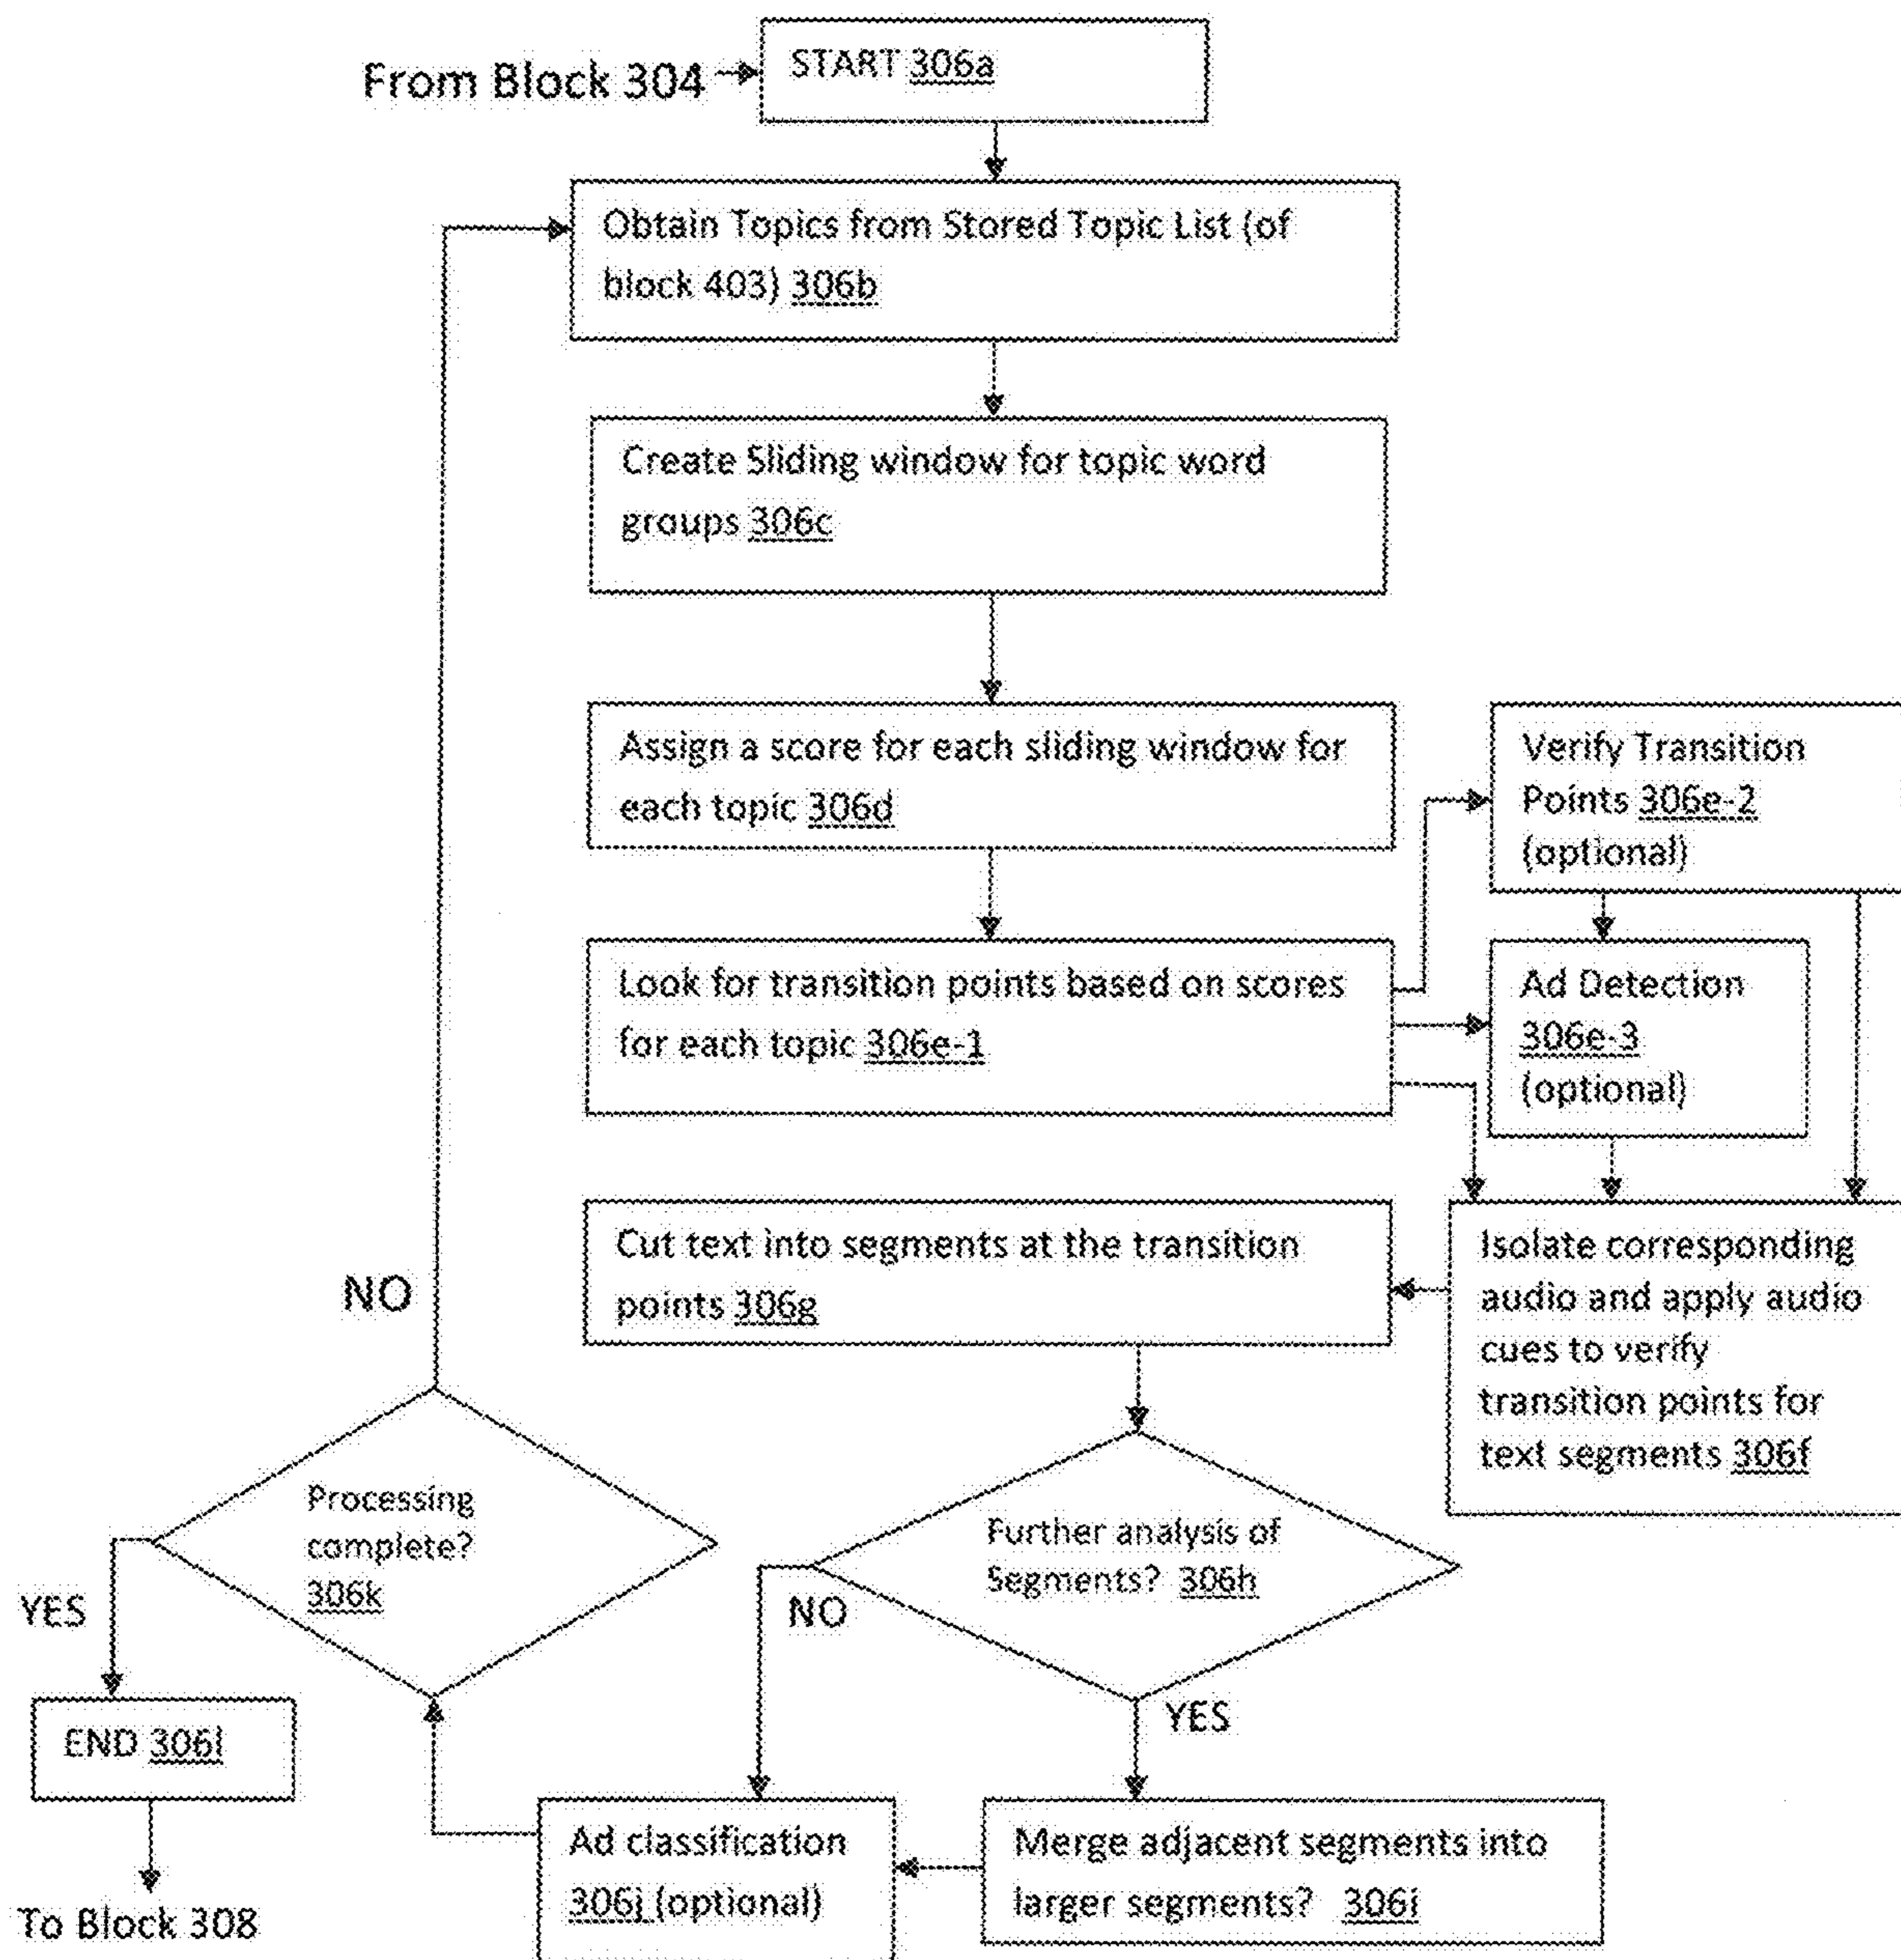 From Block 304
START 306a
Obtain Topics from Stored Topic List (of
block 403) 306b
Create Sliding window for topic word
groups 306c
Assign a score for each sliding window for
each topic 306d
Verify Transition
Points 306e-2
(optional)
Look for transition points based on scores
for each topic 306e-1
Ad Detection
306e-3
(optional)
Isolate corresponding
audio and apply audio
cues to verify
transition points for
text segments 306f
Cut text into segments at the transition
points 306g
Further analysis of
Segments? 306h
NO
YES
Merge adjacent segments into
larger segments? 306i
Ad classification
306j (optional)
Processing
complete?
306k
NO
YES
END 306l
To Block 308